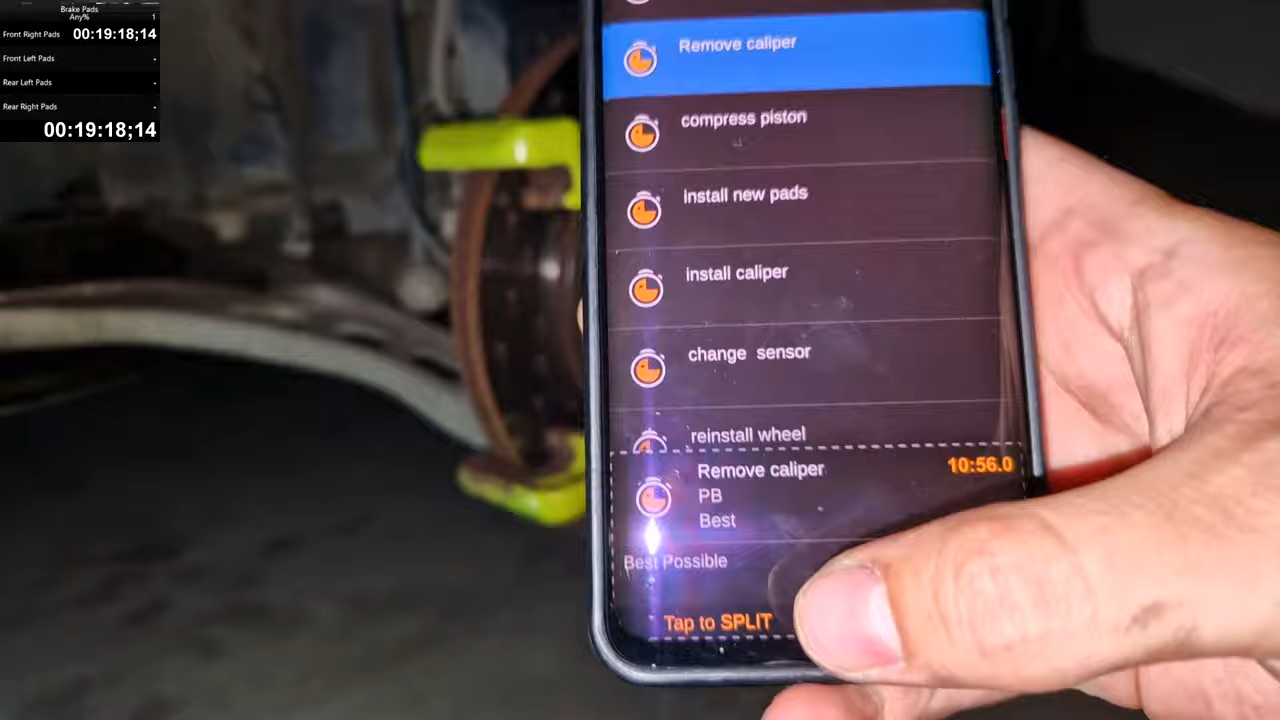 Brake Pads
Any% 1
Front Right Pads 00:19:18;14
Front Left Pads -
Rear Left Pads -
Rear Right Pads -
00:19:18;14
Remove caliper
compress piston
install new pads
install caliper
change sensor
reinstall wheel
Remove caliper 10:56.0
PB
Best
Best Possible
Tap to SPLIT